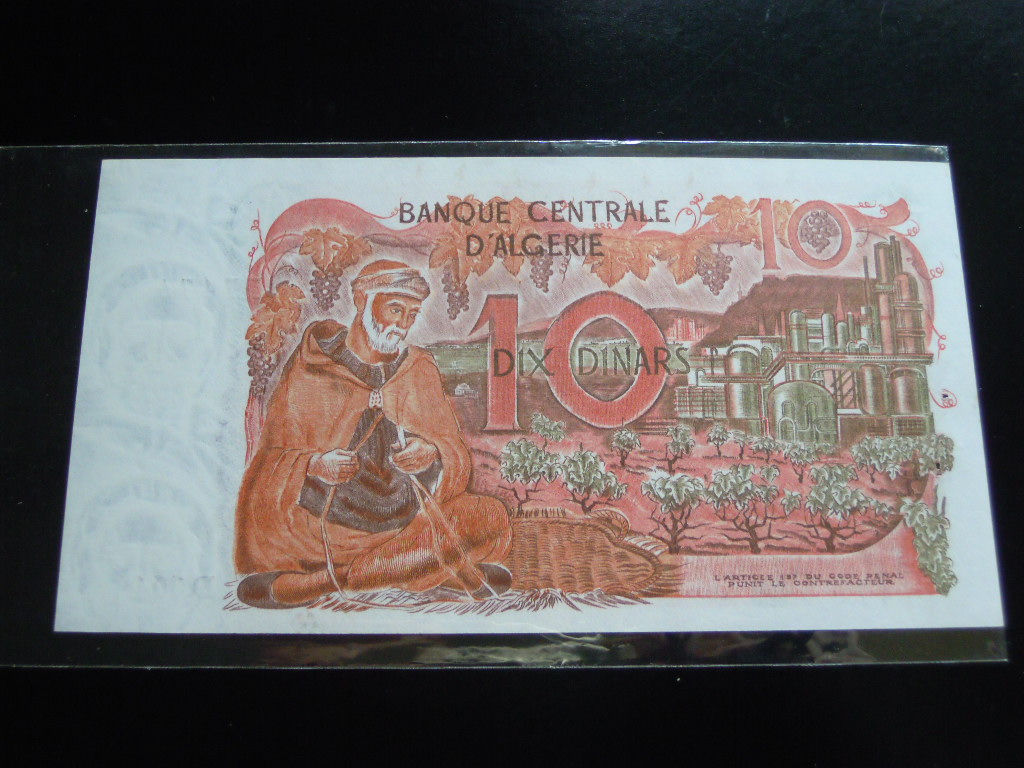 BANQUE CENTRALE
D'ALGERIE
10
10
DIX DINARS
L'ARTICLE 197 DU CODE PENAL
PUNIT LE CONTREFACTEUR